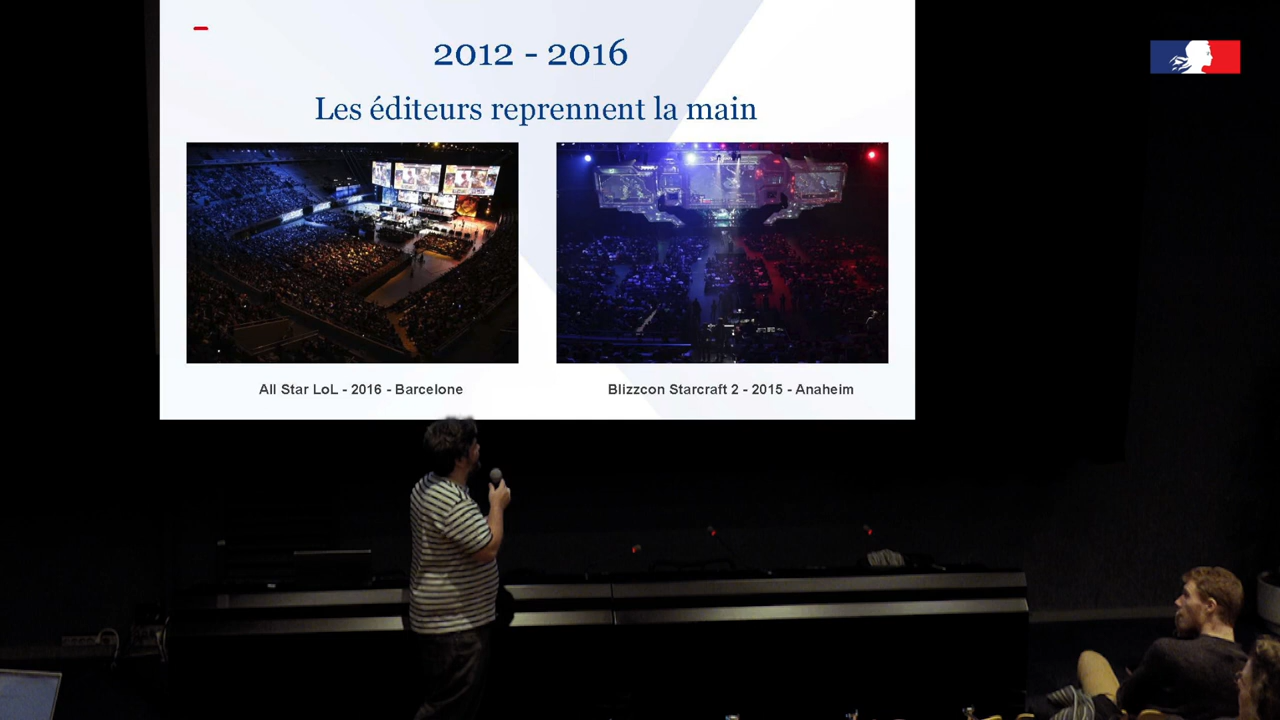 2012 - 2016
Les éditeurs reprennent la main
All Star LoL - 2016 - Barcelone
Blizzcon Starcraft 2 - 2015 - Anaheim